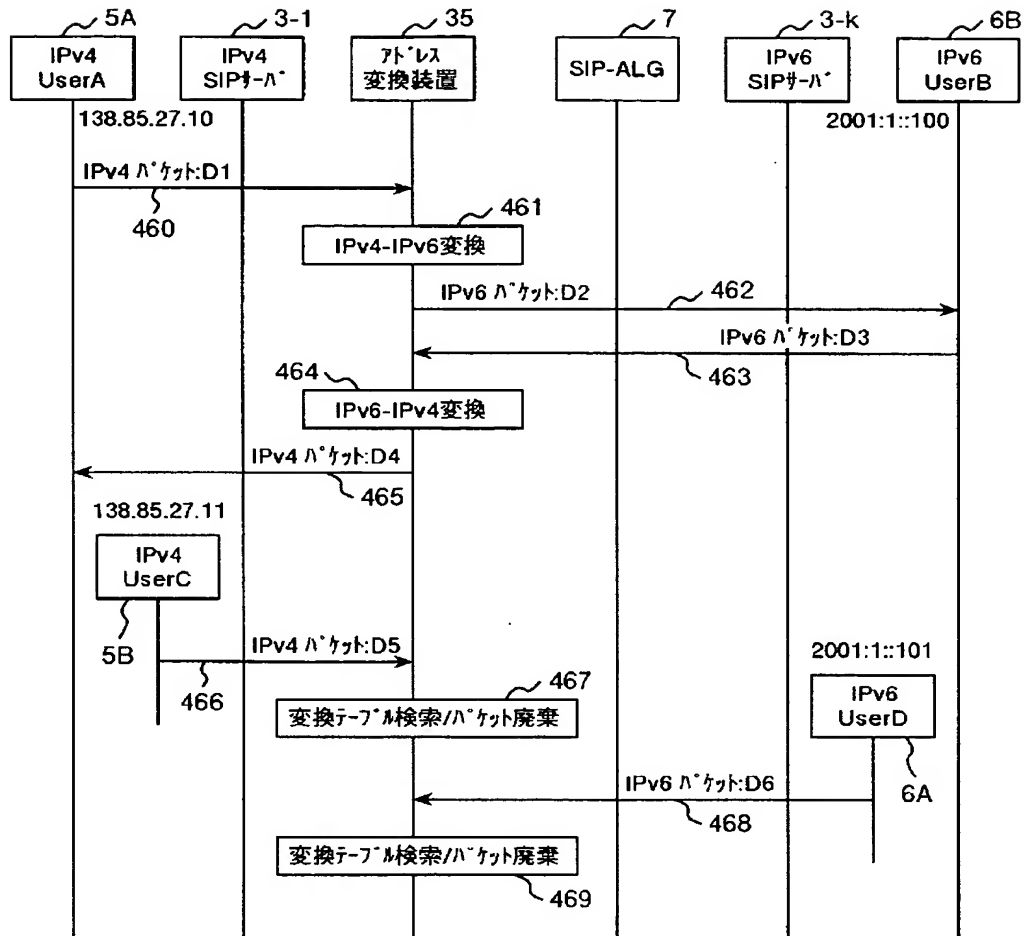 5A
3-1
35
7
3-k
6B
IPv4
UserA
IPv4
SIPサーバ
アドレス
変換装置
SIP-ALG
IPv6
SIPサーバ
IPv6
UserB
138.85.27.10
2001:1::100
IPv4 パケット:D1
460
461
IPv4-IPv6変換
IPv6 パケット:D2
462
IPv6 パケット:D3
463
464
IPv6-IPv4変換
IPv4 パケット:D4
465
138.85.27.11
IPv4
UserC
5B
IPv4 パケット:D5
466
2001:1::101
467
変換テーブル検索/パケット廃棄
IPv6
UserD
6A
IPv6 パケット:D6
468
変換テーブル検索/パケット廃棄
469